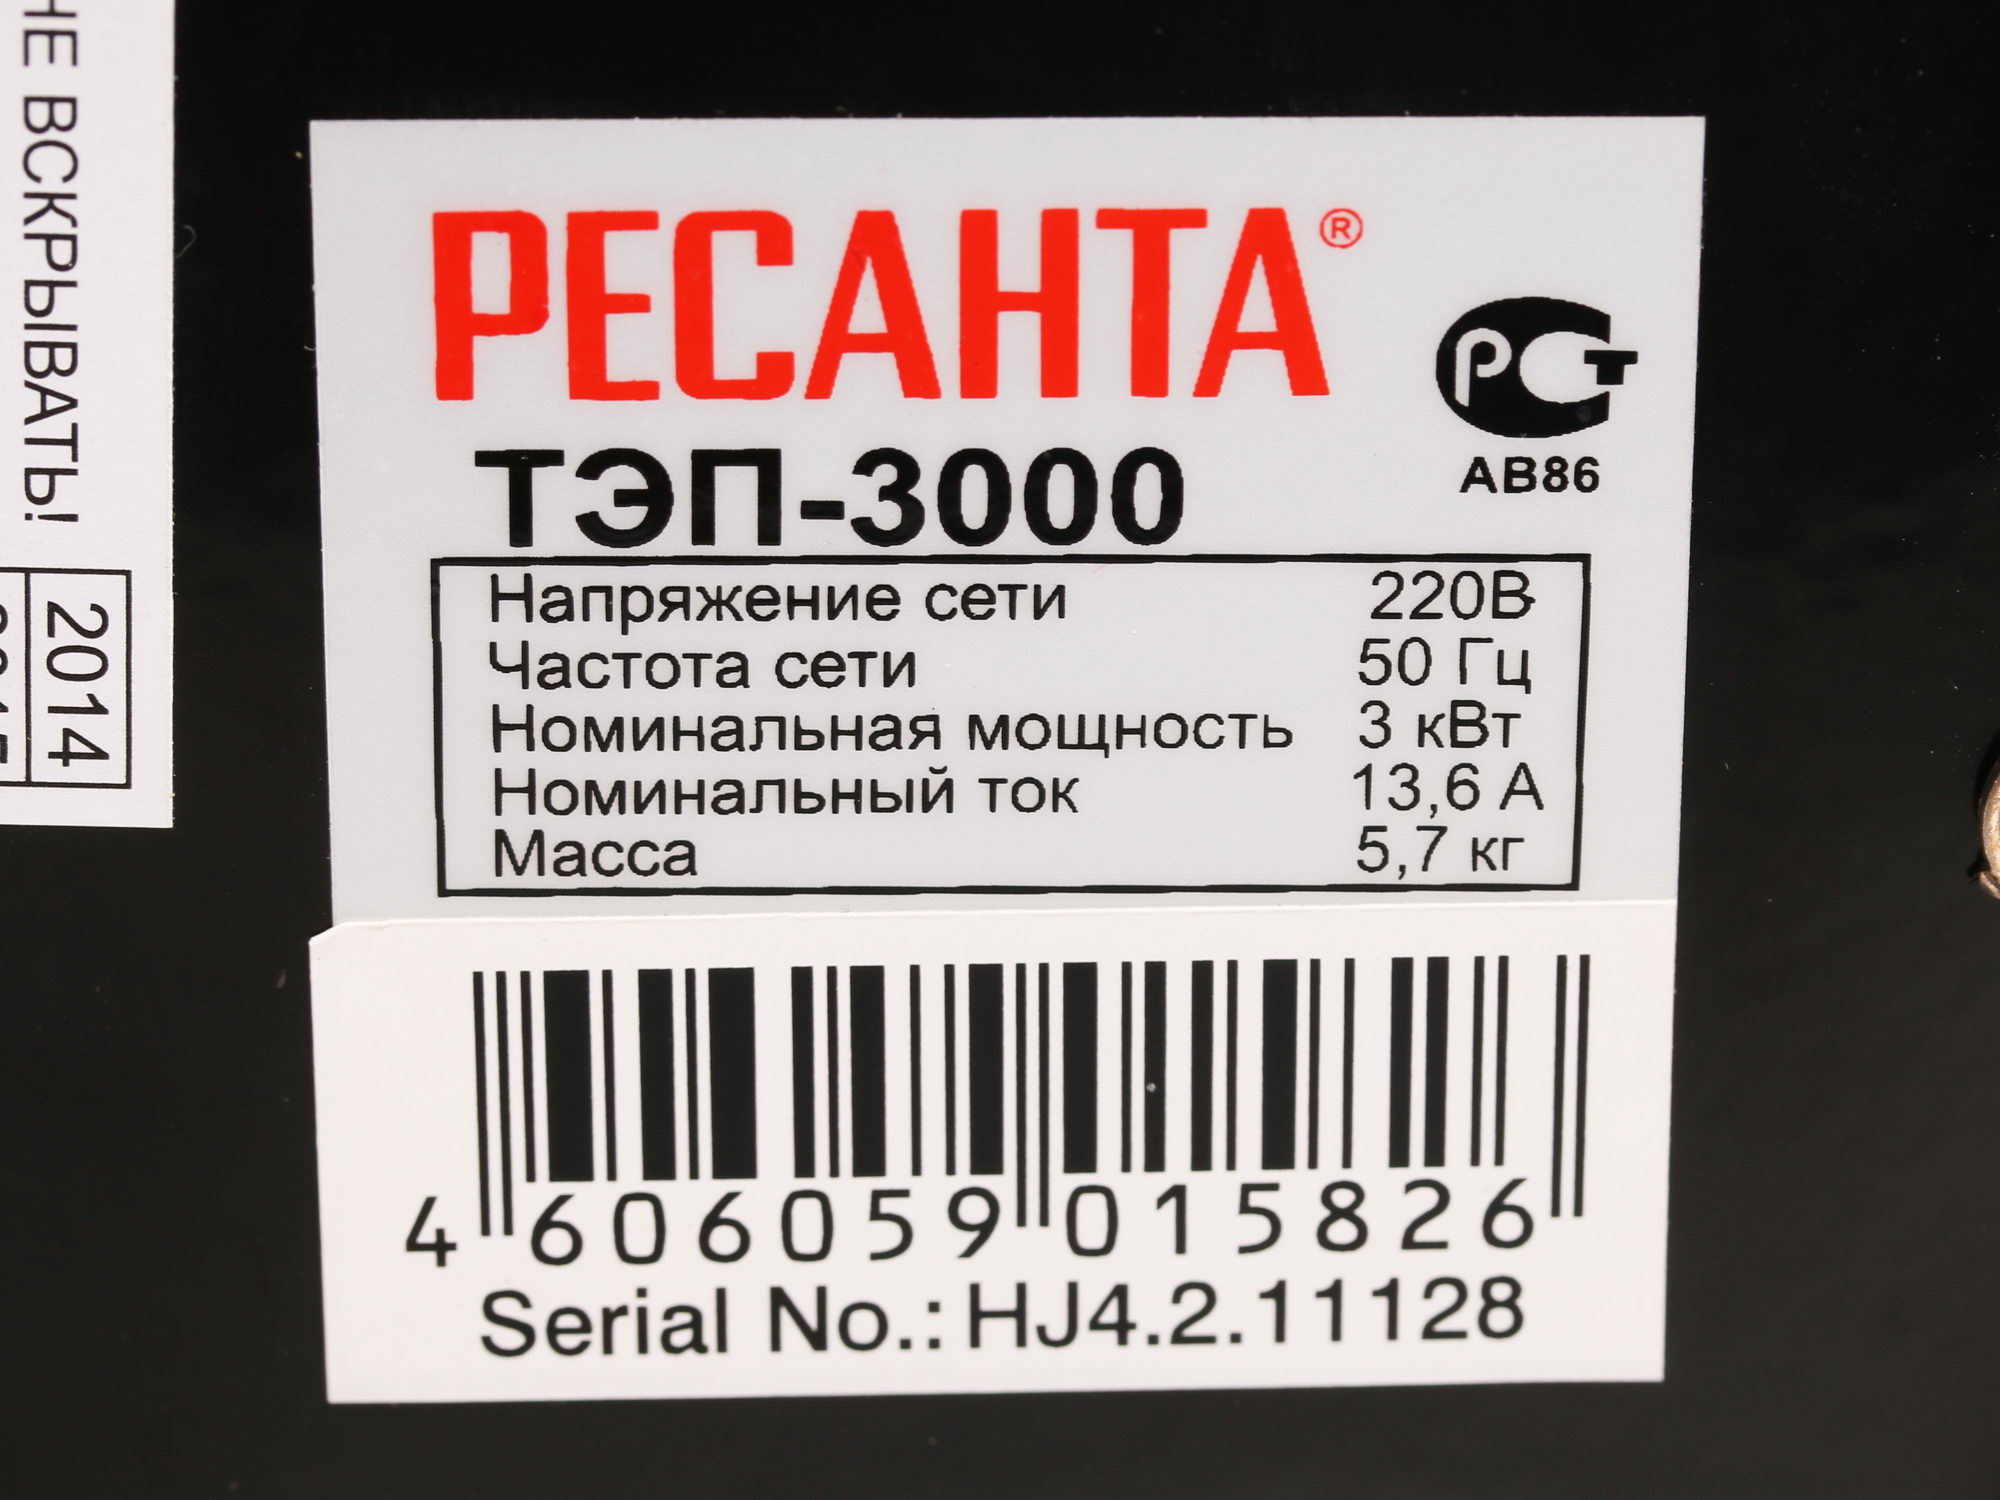 НЕ ВСКРЫВАТЬ!
2014
РЕСАНТА®
РСТ
АВ86
ТЭП-3000
Напряжение сети 220В
Частота сети 50 Гц
Номинальная мощность 3 кВт
Номинальный ток 13,6 А
Масса 5,7 кг
4 606059 015826
Serial No.: HJ4.2.11128